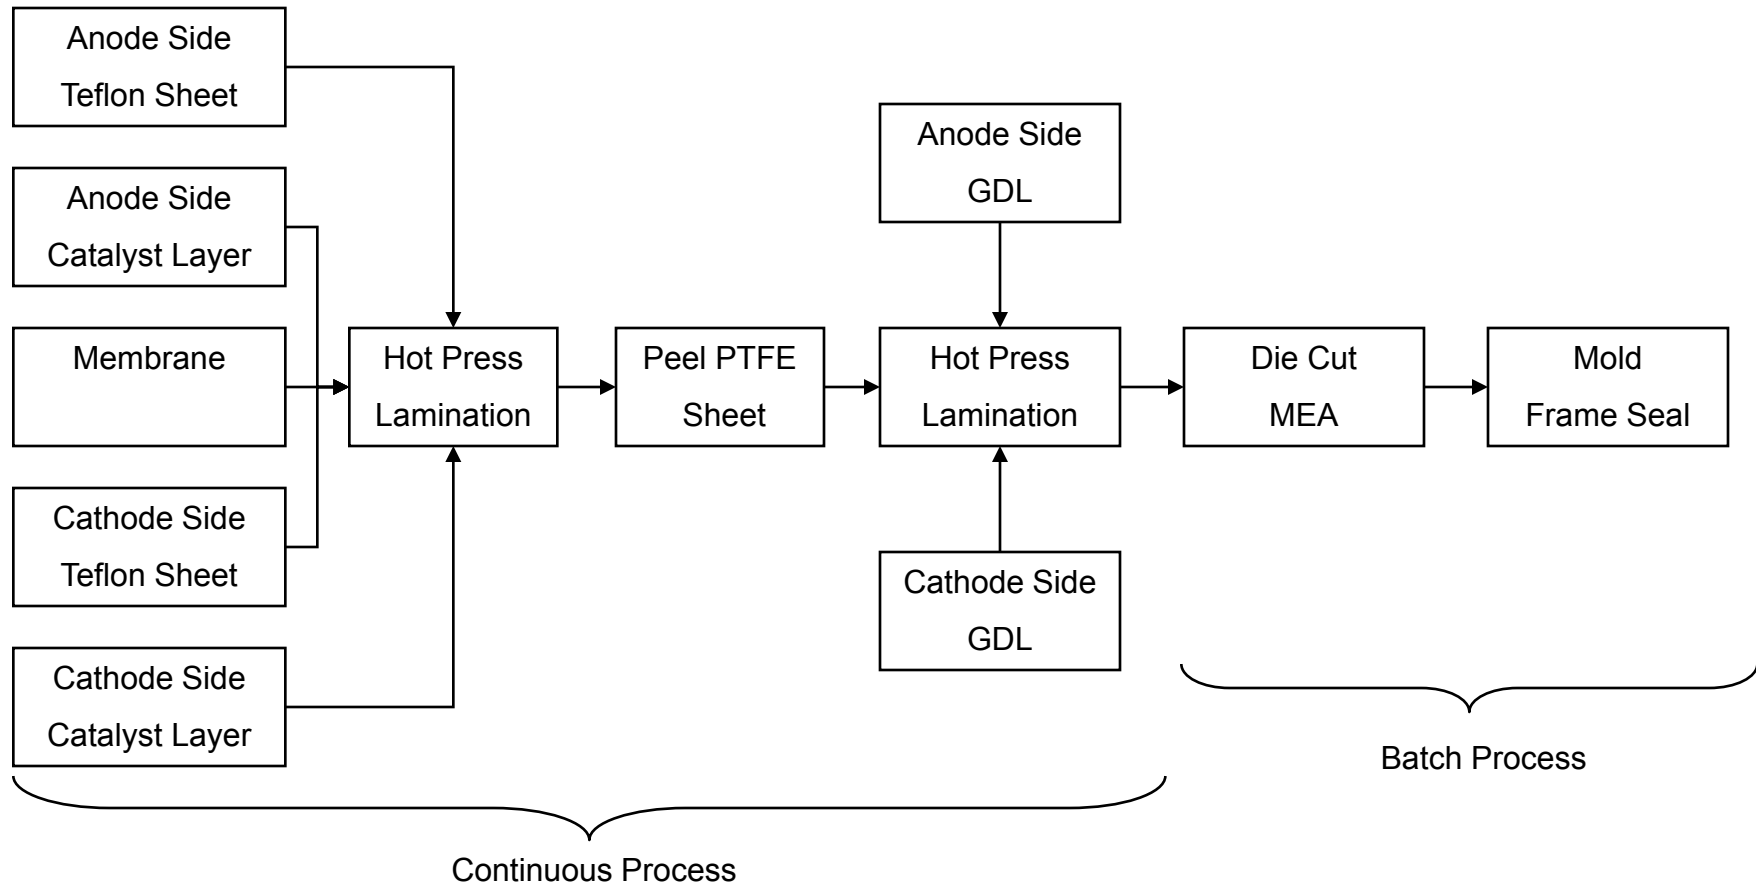 Anode Side
Teflon Sheet
Anode Side
Catalyst Layer
Membrane
Cathode Side
Teflon Sheet
Cathode Side
Catalyst Layer
Hot Press
Lamination
Peel PTFE
Sheet
Anode Side
GDL
Hot Press
Lamination
Cathode Side
GDL
Die Cut
MEA
Mold
Frame Seal
Batch Process
Continuous Process